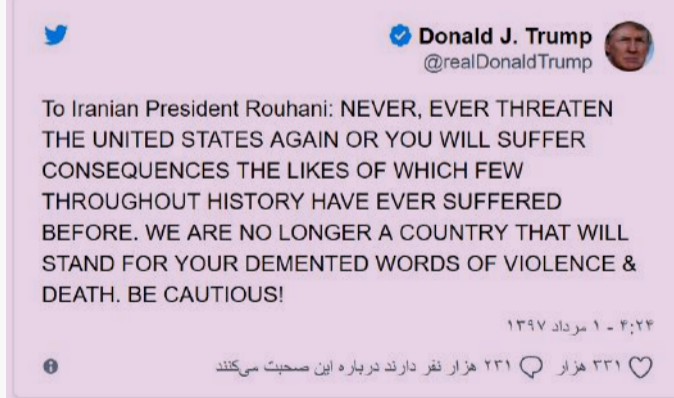 Donald J. Trump
@realDonaldTrump
To Iranian President Rouhani: NEVER, EVER THREATEN
THE UNITED STATES AGAIN OR YOU WILL SUFFER
CONSEQUENCES THE LIKES OF WHICH FEW
THROUGHOUT HISTORY HAVE EVER SUFFERED
BEFORE. WE ARE NO LONGER A COUNTRY THAT WILL
STAND FOR YOUR DEMENTED WORDS OF VIOLENCE &
DEATH. BE CAUTIOUS!
۴:۲۴ - ۱ مرداد ۱۳۹۷
۳۳۱ هزار ۲۳۱ هزار نفر دارند درباره این صحبت می‌کنند